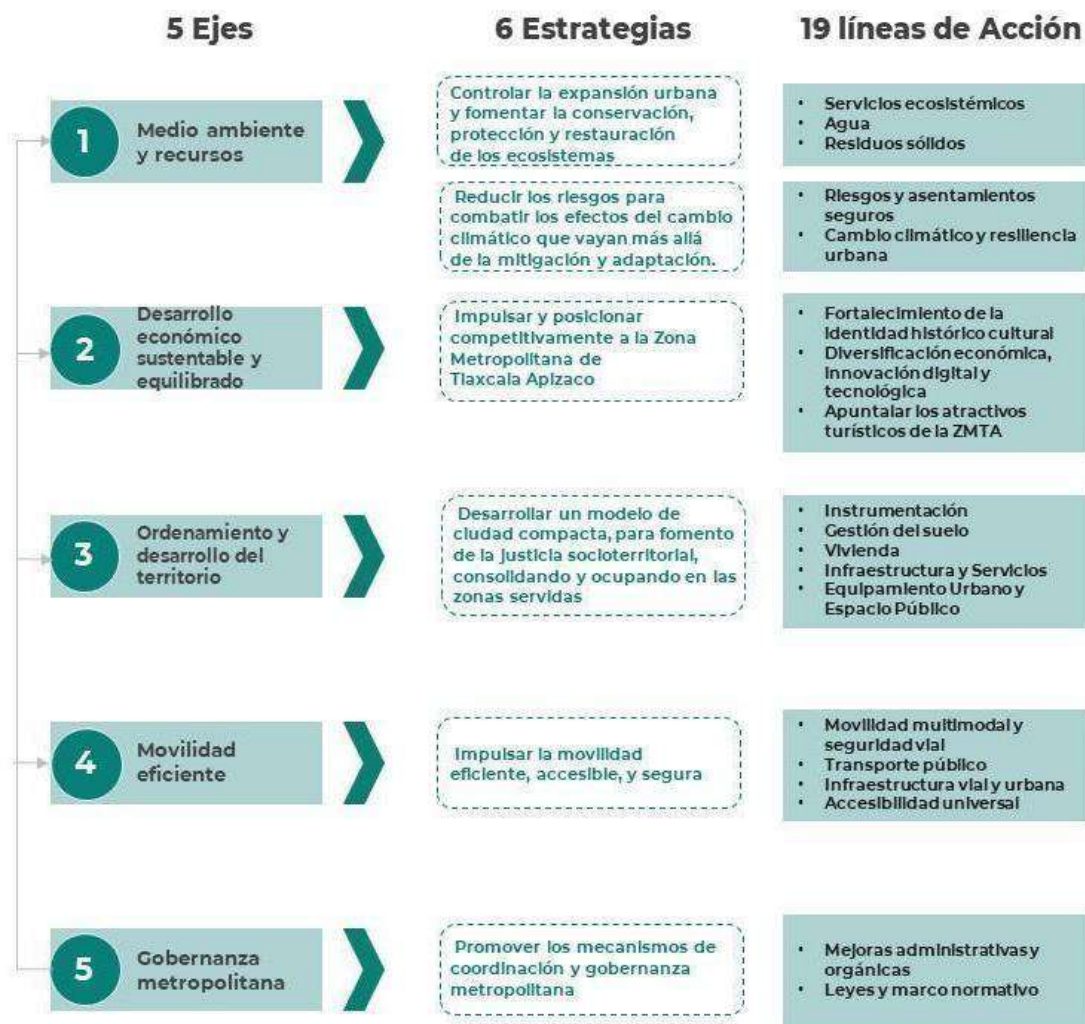 5 Ejes
6 Estrategias
19 líneas de Acción
1
Medio ambiente
y recursos
Controlar la expansión urbana
y fomentar la conservación,
protección y restauración
de los ecosistemas
• Servicios ecosistémicos
• Agua
• Residuos sólidos
Reducir los riesgos para
combatir los efectos del cambio
climático que vayan más allá
de la mitigación y adaptación.
• Riesgos y asentamientos
seguros
• Cambio climático y resiliencia
urbana
2
Desarrollo
económico
sustentable y
equilibrado
Impulsar y posicionar
competitivamente a la Zona
Metropolitana de
Tlaxcala Apizaco
• Fortalecimiento de la
identidad histórico cultural
• Diversificación económica,
innovación digital y
tecnológica
• Apuntalar los atractivos
turísticos de la ZMTA
3
Ordenamiento y
desarrollo del
territorio
Desarrollar un modelo de
ciudad compacta, para fomento
de la justicia socioterritorial,
consolidando y ocupando en las
zonas servidas
• Instrumentación
• Gestión del suelo
• Vivienda
• Infraestructura y Servicios
• Equipamiento Urbano y
Espacio Público
4
Movilidad
eficiente
Impulsar la movilidad
eficiente, accesible, y segura
• Movilidad multimodal y
seguridad vial
• Transporte público
• Infraestructura vial y urbana
• Accesibilidad universal
5
Gobernanza
metropolitana
Promover los mecanismos de
coordinación y gobernanza
metropolitana
• Mejoras administrativas y
orgánicas
• Leyes y marco normativo